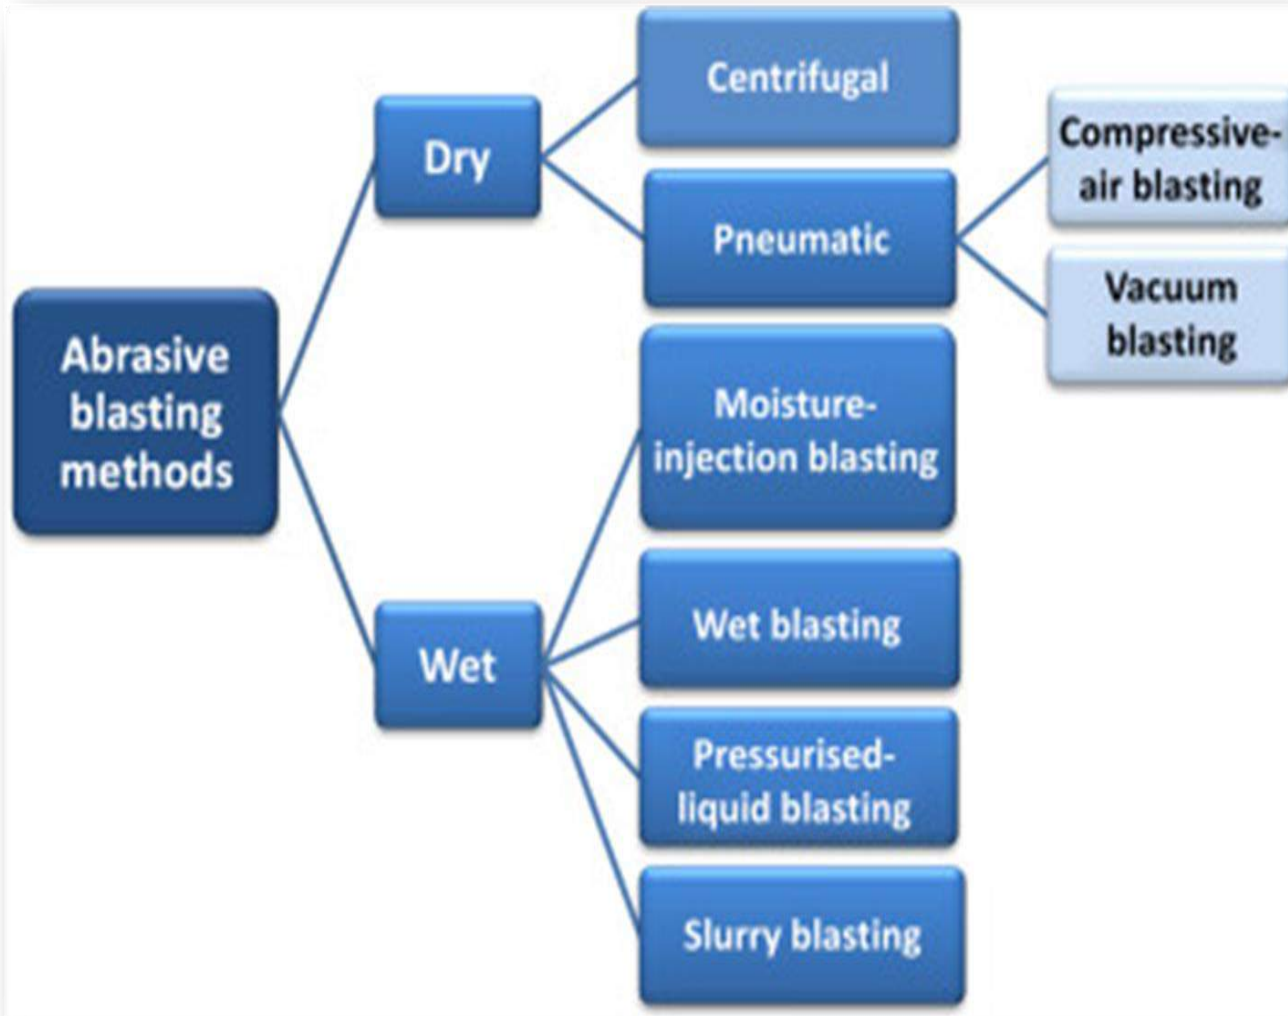 Centrifugal
Dry
Compressive-
air blasting
Pneumatic
Vacuum
blasting
Abrasive
blasting
methods
Moisture-
injection blasting
Wet blasting
Wet
Pressurised-
liquid blasting
Slurry blasting